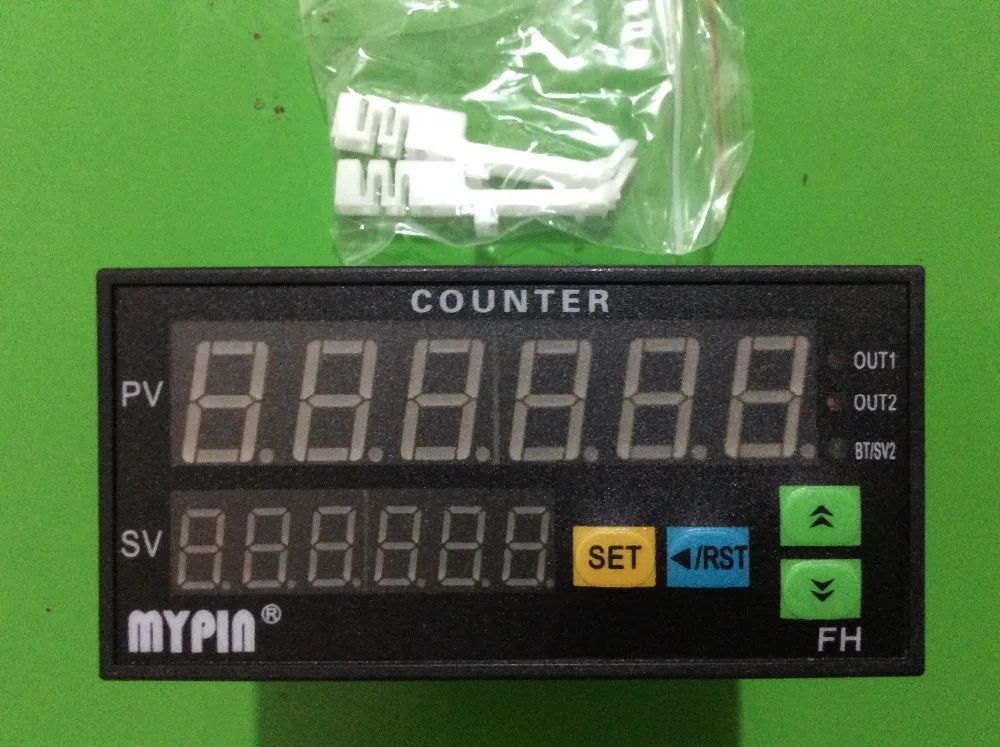 COUNTER
PV
OUT1
OUT2
BT/SV2
SV
SET
◀/RST
MYPIN®
FH